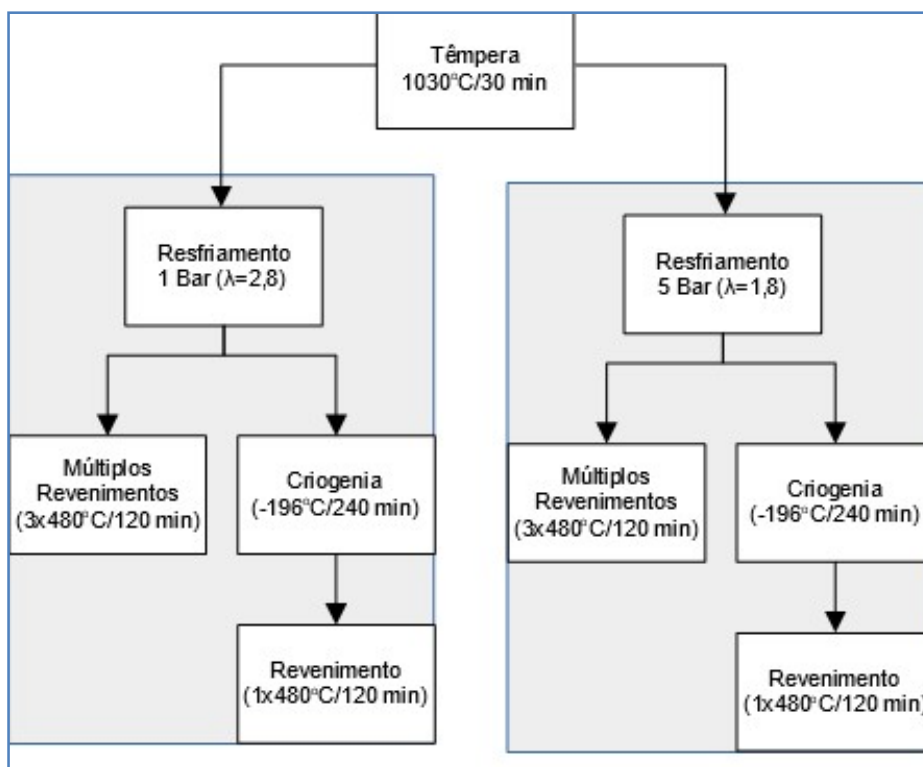 Têmpera
1030°C/30 min
Resfriamento
1 Bar (λ=2,8)
Resfriamento
5 Bar (λ=1,8)
Múltiplos
Revenimentos
(3x480°C/120 min)
Criogenia
(-196°C/240 min)
Múltiplos
Revenimentos
(3x480°C/120 min)
Criogenia
(-196°C/240 min)
Revenimento
(1x480°C/120 min)
Revenimento
(1x480°C/120 min)